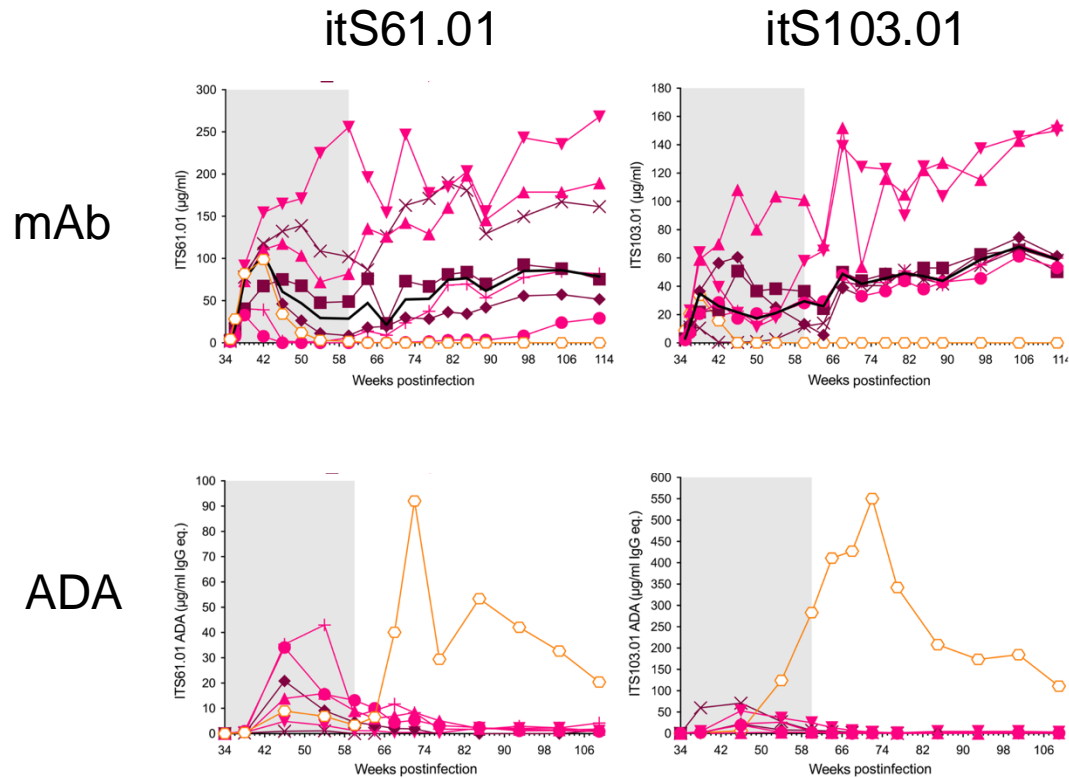 itS61.01
itS103.01
mAb
ITS61.01 (µg/ml)
300
250
200
150
100
50
0
34 42 50 58 66 74 82 90 98 106 114
Weeks postinfection
ITS103.01 (µg/ml)
180
160
140
120
100
80
60
40
20
0
34 42 50 58 66 74 82 90 98 106 114
Weeks postinfection
ADA
ITS61.01 ADA (µg/ml IgG eq.)
100
90
80
70
60
50
40
30
20
10
0
34 42 50 60 66 74 84 90 98 106
Weeks postinfection
ITS103.01 ADA (µg/ml IgG eq.)
600
550
500
450
400
350
300
250
200
150
100
50
0
34 42 50 60 66 74 84 90 98 106
Weeks postinfection